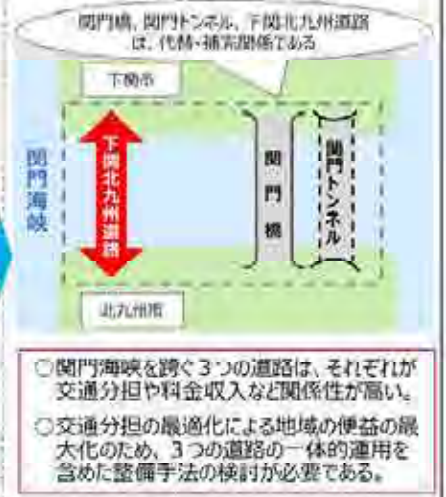 関門橋、関門トンネル、下関北九州道路
は、代替・補完関係である
下関市
関門海峡
下関北九州道路
関門橋
関門トンネル
北九州市
○関門海峡を跨ぐ3つの道路は、それぞれが
交通分担や料金収入など関係性が高い。
○交通分担の最適化による地域の便益の最
大化のため、3つの道路の一体的運用を
含めた整備手法の検討が必要である。